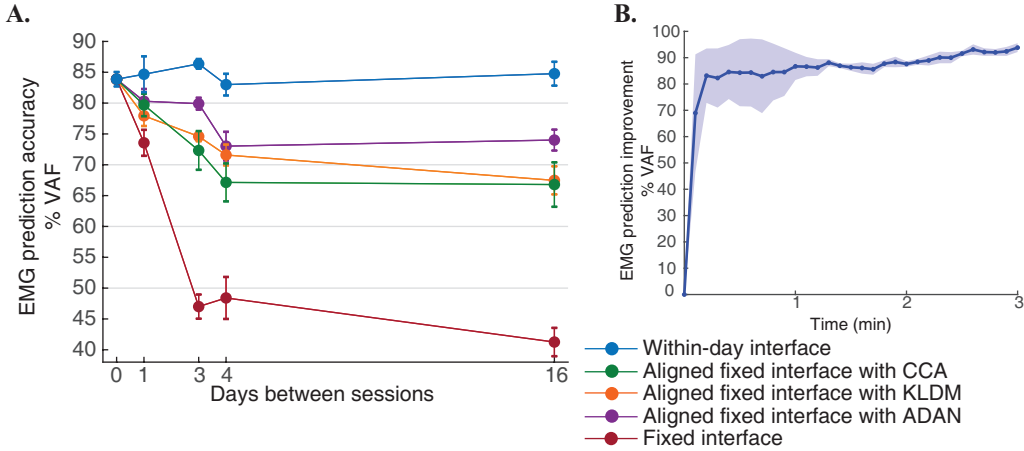 A.
EMG prediction accuracy
% VAF
90
85
80
75
70
65
60
55
50
45
40
0 1 3 4 16
Days between sessions
B.
EMG prediction improvement
% VAF
100
90
80
70
60
50
40
30
20
10
0
1 2 3
Time (min)
Within-day interface
Aligned fixed interface with CCA
Aligned fixed interface with KLDM
Aligned fixed interface with ADAN
Fixed interface